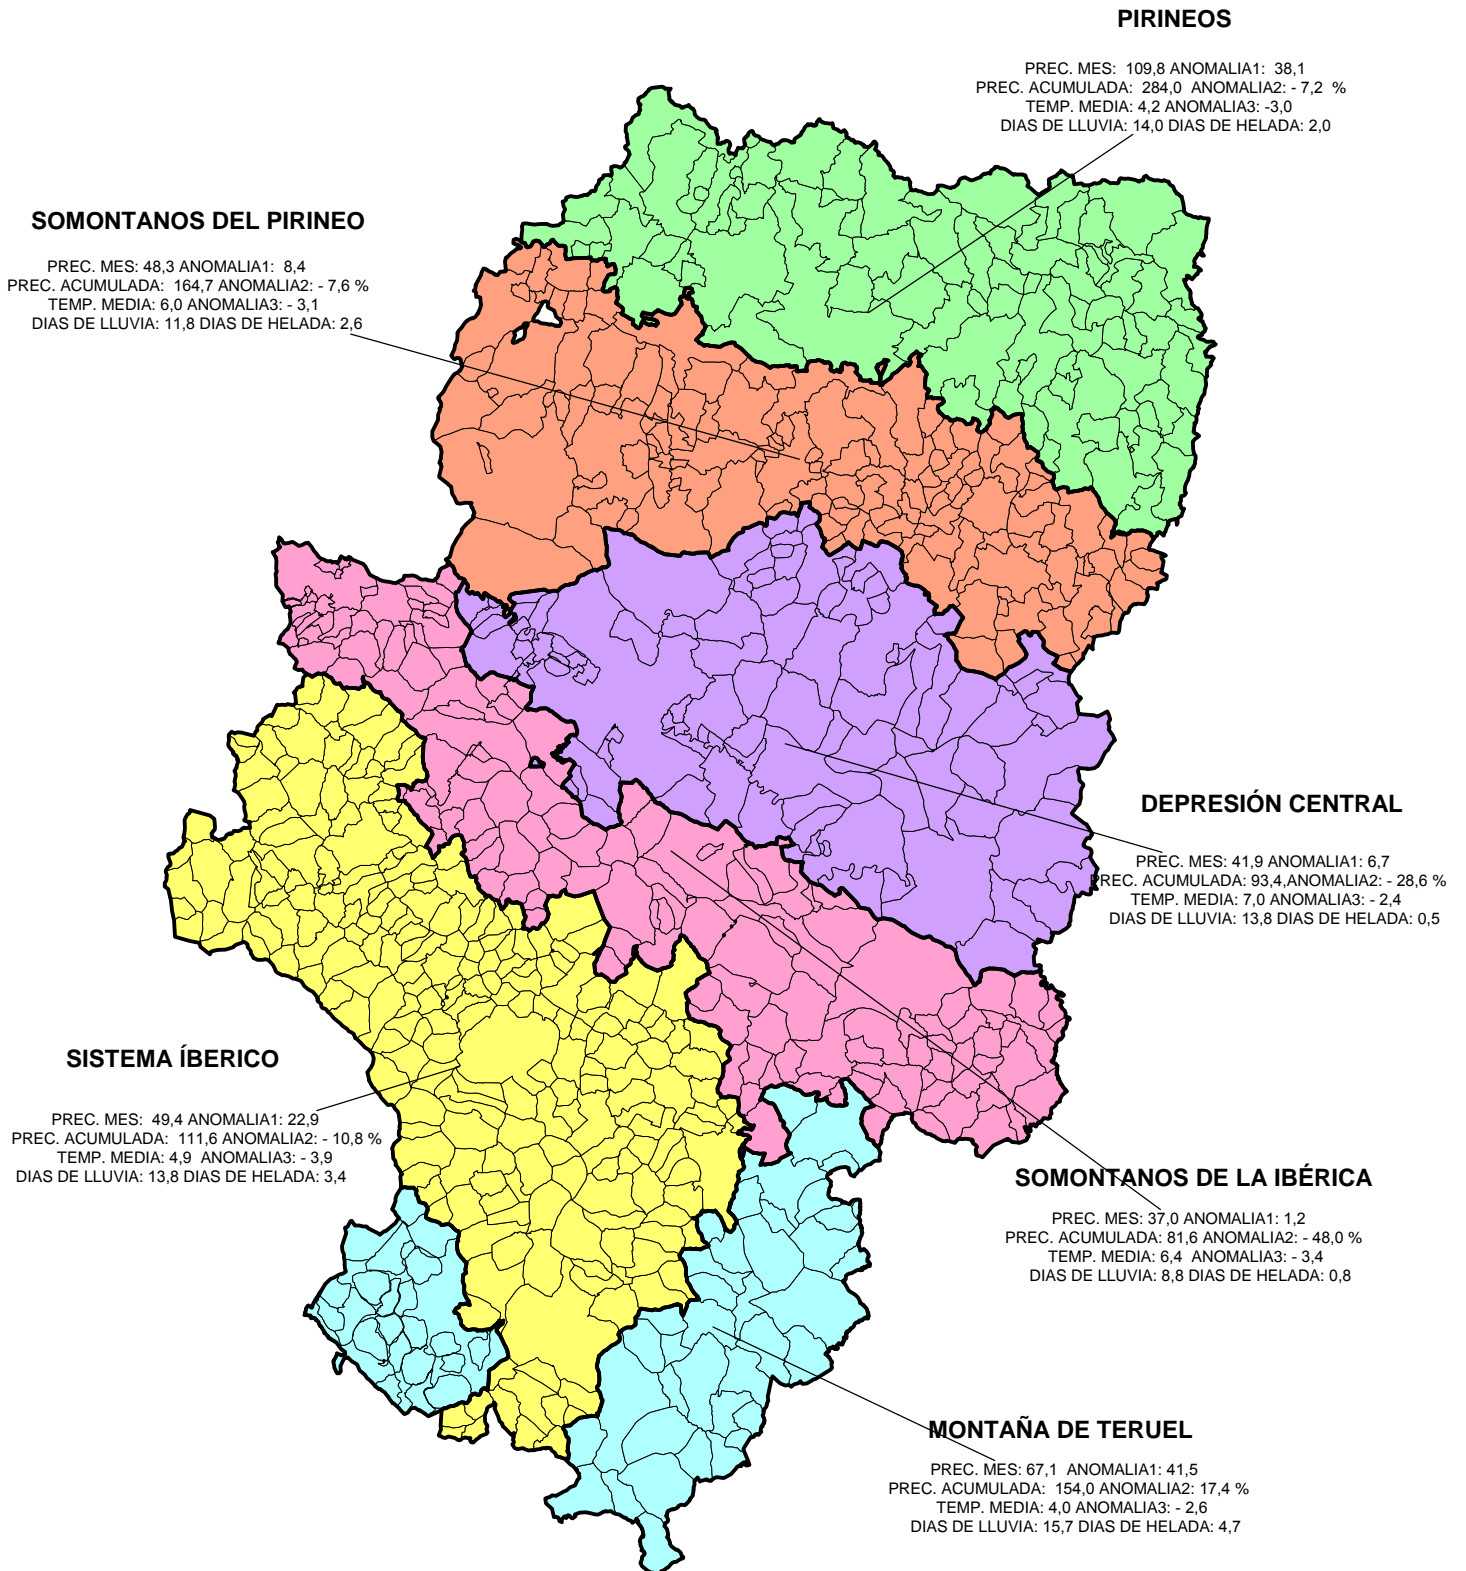 PIRINEOS
PREC. MES: 109,8 ANOMALIA1: 38,1
PREC. ACUMULADA: 284,0 ANOMALIA2: - 7,2 %
TEMP. MEDIA: 4,2 ANOMALIA3: -3,0
DIAS DE LLUVIA: 14,0 DIAS DE HELADA: 2,0
SOMONTANOS DEL PIRINEO
PREC. MES: 48,3 ANOMALIA1: 8,4
PREC. ACUMULADA: 164,7 ANOMALIA2: - 7,6 %
TEMP. MEDIA: 6,0 ANOMALIA3: - 3,1
DIAS DE LLUVIA: 11,8 DIAS DE HELADA: 2,6
DEPRESIÓN CENTRAL
PREC. MES: 41,9 ANOMALIA1: 6,7
PREC. ACUMULADA: 93,4,ANOMALIA2: - 28,6 %
TEMP. MEDIA: 7,0 ANOMALIA3: - 2,4
DIAS DE LLUVIA: 13,8 DIAS DE HELADA: 0,5
SISTEMA ÍBERICO
PREC. MES: 49,4 ANOMALIA1: 22,9
PREC. ACUMULADA: 111,6 ANOMALIA2: - 10,8 %
TEMP. MEDIA: 4,9 ANOMALIA3: - 3,9
DIAS DE LLUVIA: 13,8 DIAS DE HELADA: 3,4
SOMONTANOS DE LA IBÉRICA
PREC. MES: 37,0 ANOMALIA1: 1,2
PREC. ACUMULADA: 81,6 ANOMALIA2: - 48,0 %
TEMP. MEDIA: 6,4 ANOMALIA3: - 3,4
DIAS DE LLUVIA: 8,8 DIAS DE HELADA: 0,8
MONTAÑA DE TERUEL
PREC. MES: 67,1 ANOMALIA1: 41,5
PREC. ACUMULADA: 154,0 ANOMALIA2: 17,4 %
TEMP. MEDIA: 4,0 ANOMALIA3: - 2,6
DIAS DE LLUVIA: 15,7 DIAS DE HELADA: 4,7